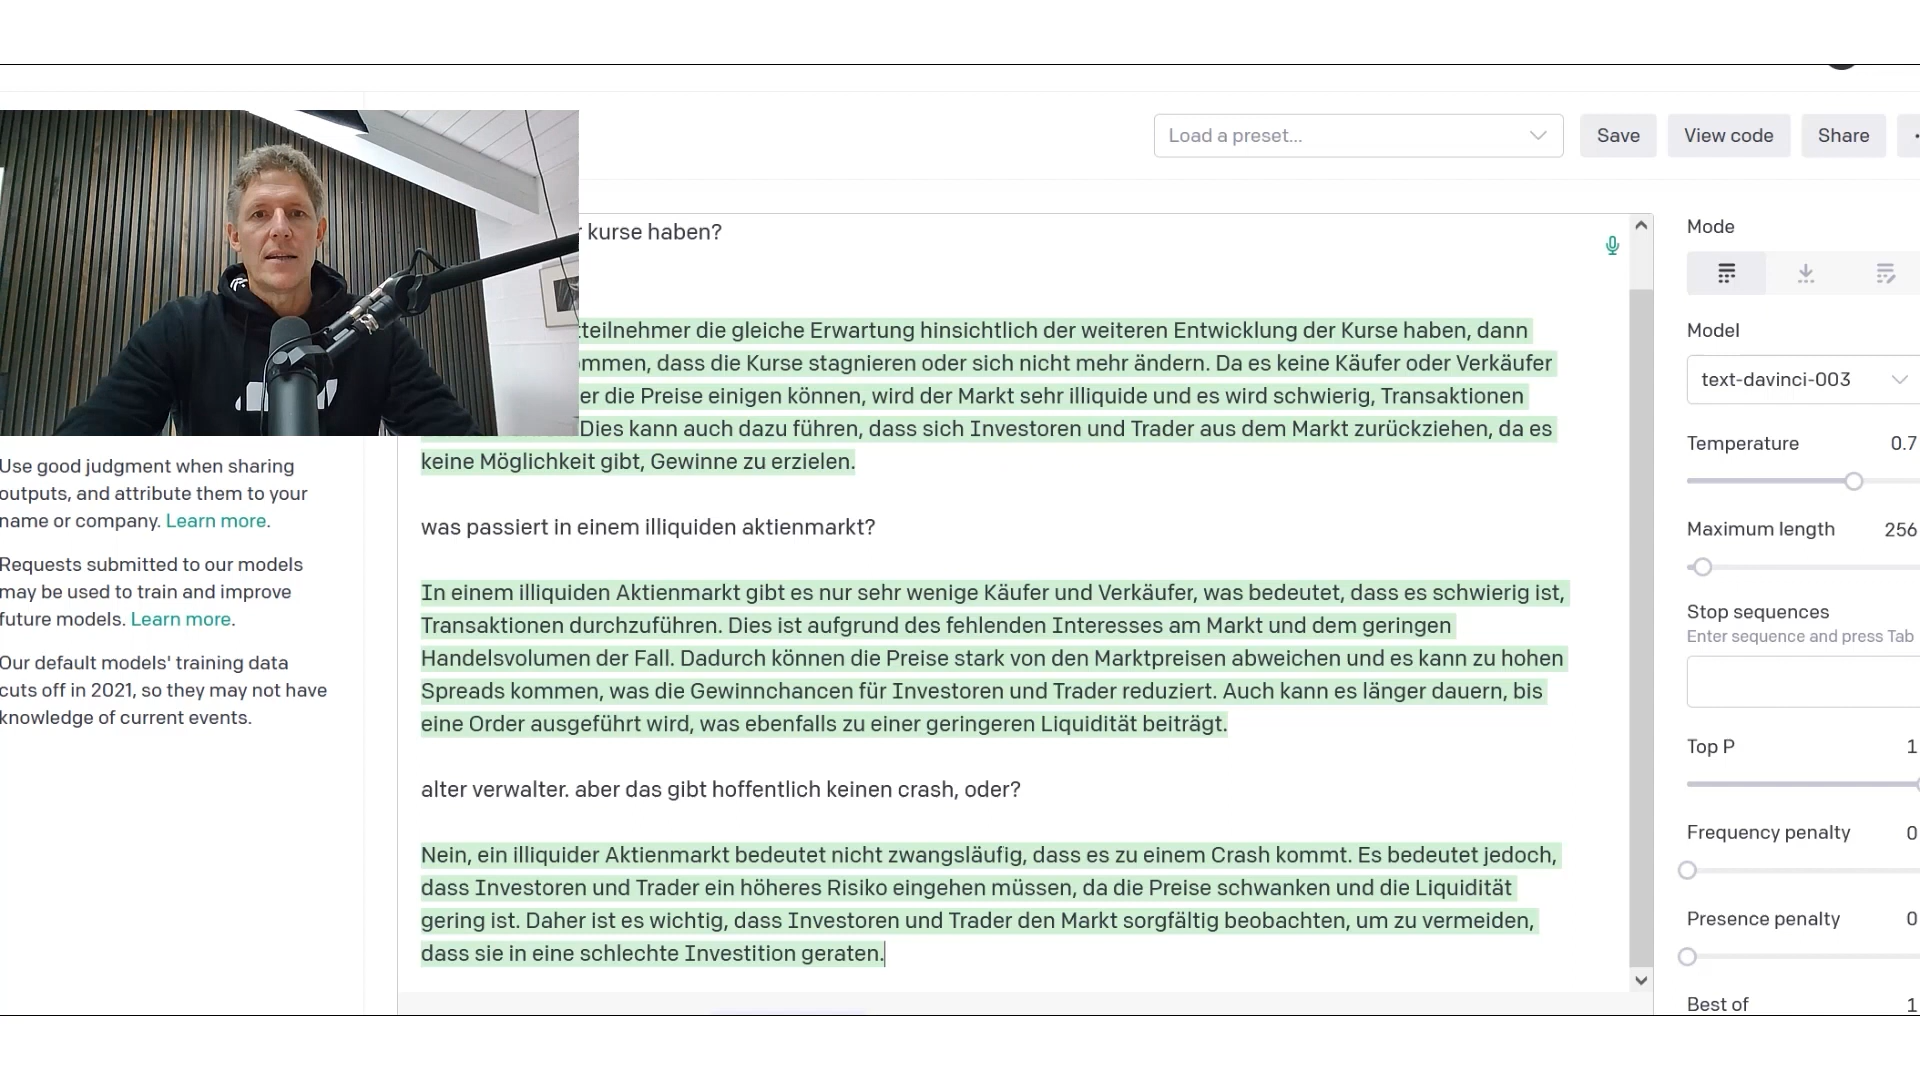 Load a preset...
Save
View code
Share
kurse haben?
teilnehmer die gleiche Erwartung hinsichtlich der weiteren Entwicklung der Kurse haben, dann
mmen, dass die Kurse stagnieren oder sich nicht mehr ändern. Da es keine Käufer oder Verkäufer
er die Preise einigen können, wird der Markt sehr illiquide und es wird schwierig, Transaktionen
Dies kann auch dazu führen, dass sich Investoren und Trader aus dem Markt zurückziehen, da es
keine Möglichkeit gibt, Gewinne zu erzielen.
was passiert in einem illiquiden aktienmarkt?
In einem illiquiden Aktienmarkt gibt es nur sehr wenige Käufer und Verkäufer, was bedeutet, dass es schwierig ist,
Transaktionen durchzuführen. Dies ist aufgrund des fehlenden Interesses am Markt und dem geringen
Handelsvolumen der Fall. Dadurch können die Preise stark von den Marktpreisen abweichen und es kann zu hohen
Spreads kommen, was die Gewinnchancen für Investoren und Trader reduziert. Auch kann es länger dauern, bis
eine Order ausgeführt wird, was ebenfalls zu einer geringeren Liquidität beiträgt.
alter verwalter. aber das gibt hoffentlich keinen crash, oder?
Nein, ein illiquider Aktienmarkt bedeutet nicht zwangsläufig, dass es zu einem Crash kommt. Es bedeutet jedoch,
dass Investoren und Trader ein höheres Risiko eingehen müssen, da die Preise schwanken und die Liquidität
gering ist. Daher ist es wichtig, dass Investoren und Trader den Markt sorgfältig beobachten, um zu vermeiden,
dass sie in eine schlechte Investition geraten.
Use good judgment when sharing
outputs, and attribute them to your
name or company. Learn more.
Requests submitted to our models
may be used to train and improve
future models. Learn more.
Our default models' training data
cuts off in 2021, so they may not have
knowledge of current events.
Mode
Model
text-davinci-003
Temperature 0.7
Maximum length 256
Stop sequences
Enter sequence and press Tab
Top P 1
Frequency penalty 0
Presence penalty 0
Best of 1